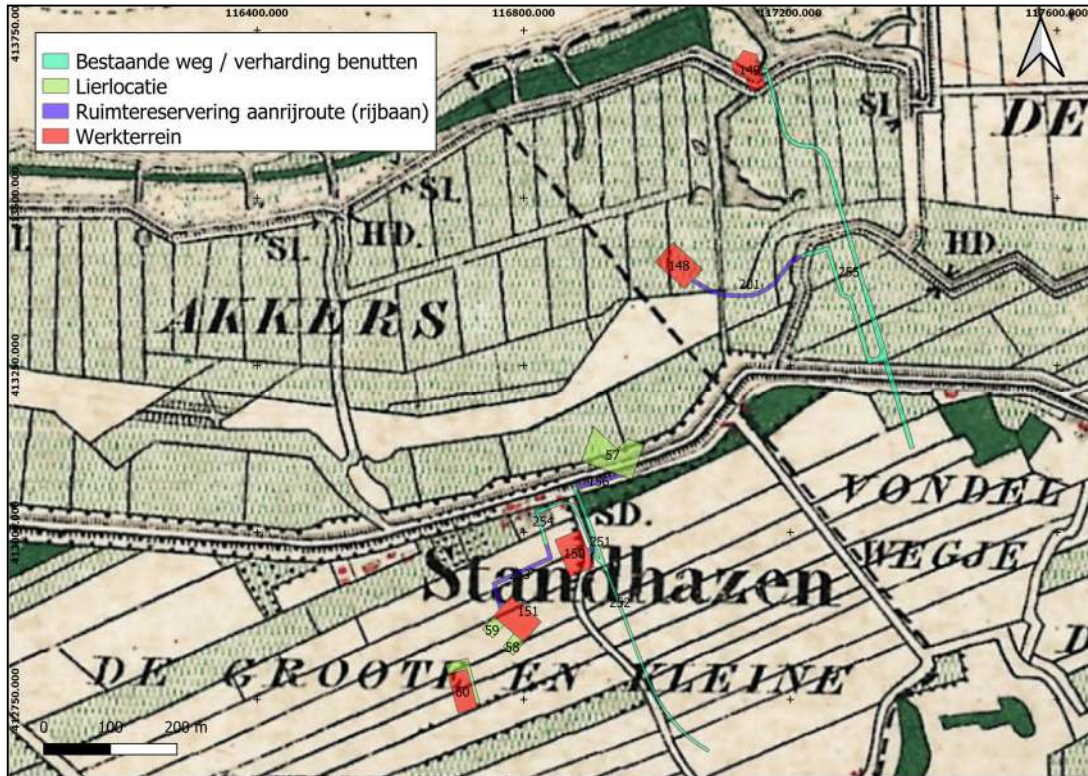 116400.000 116800.000 117200.000 117600.000
413750.000
Bestaande weg / verharding benutten
Lierlocatie
Ruimtereservering aanrijroute (rijbaan)
Werkterrein
149
Sl.
DE
Sl.
HD.
Sl.
HD.
148
201
255
AKKERS
413250.000
57
156
VONDEL
254
SD.
251
WEGJE
150
Standhazen
252
151
59
58
DE GROOTE EN KLEINE
60
412750.000
0 100 200 m